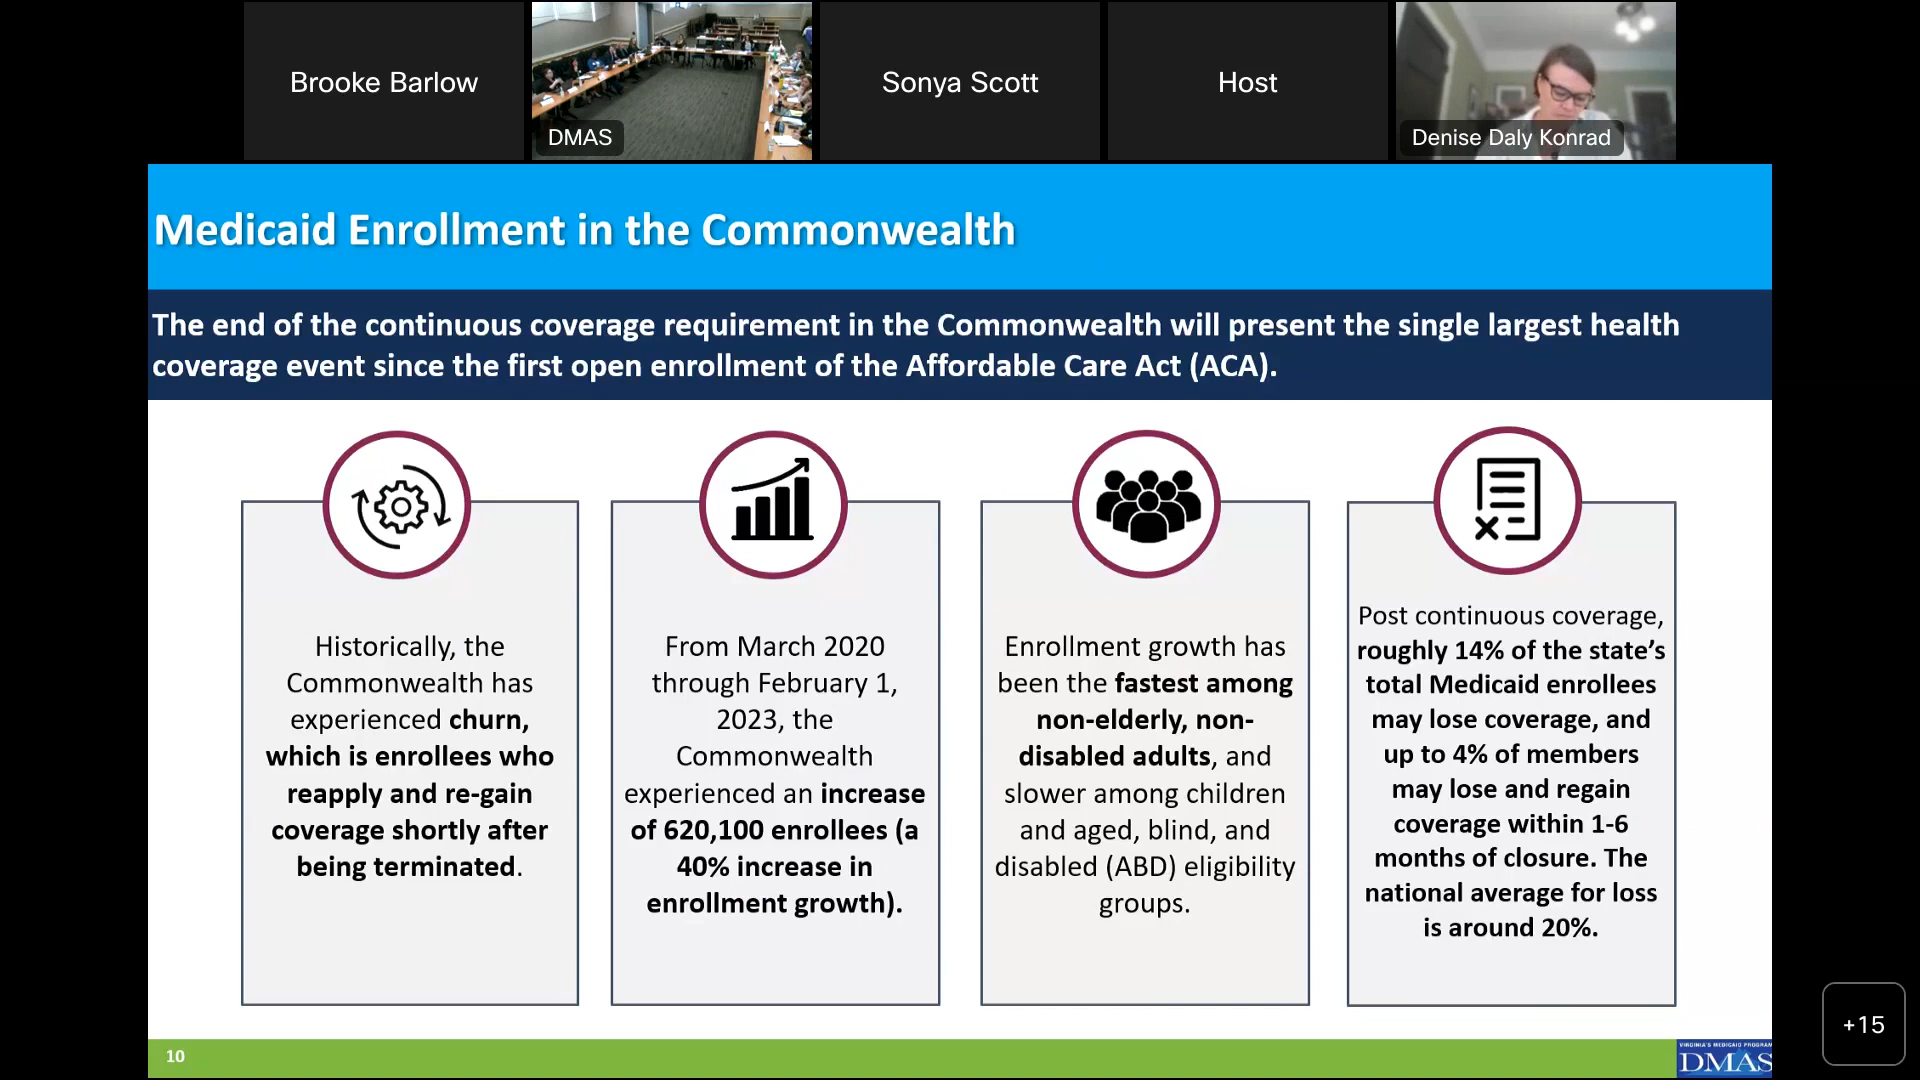 Brooke Barlow
DMAS
Sonya Scott
Host
Denise Daly Konrad
Medicaid Enrollment in the Commonwealth
The end of the continuous coverage requirement in the Commonwealth will present the single largest health
coverage event since the first open enrollment of the Affordable Care Act (ACA).
Historically, the
Commonwealth has
experienced churn,
which is enrollees who
reapply and re-gain
coverage shortly after
being terminated.
From March 2020
through February 1,
2023, the
Commonwealth
experienced an increase
of 620,100 enrollees (a
40% increase in
enrollment growth).
Enrollment growth has
been the fastest among
non-elderly, non-
disabled adults, and
slower among children
and aged, blind, and
disabled (ABD) eligibility
groups.
Post continuous coverage,
roughly 14% of the state’s
total Medicaid enrollees
may lose coverage, and
up to 4% of members
may lose and regain
coverage within 1-6
months of closure. The
national average for loss
is around 20%.
+15
10
VIRGINIA'S MEDICAID PROGRAM
DMAS